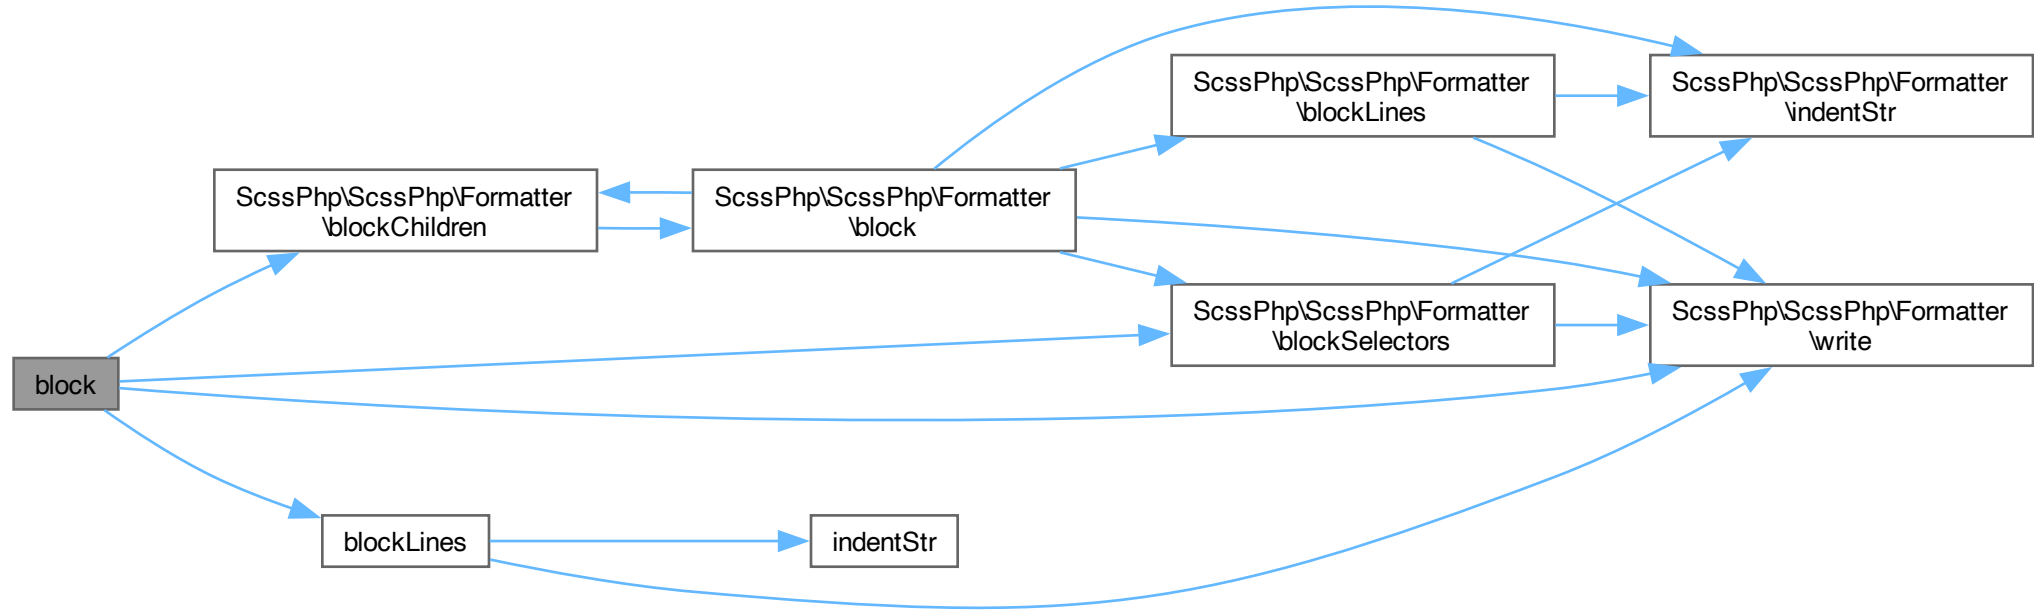 block
ScssPhp\ScssPhp\Formatter
\blockChildren
ScssPhp\ScssPhp\Formatter
\block
ScssPhp\ScssPhp\Formatter
\blockLines
ScssPhp\ScssPhp\Formatter
\indentStr
ScssPhp\ScssPhp\Formatter
\blockSelectors
ScssPhp\ScssPhp\Formatter
\write
blockLines
indentStr